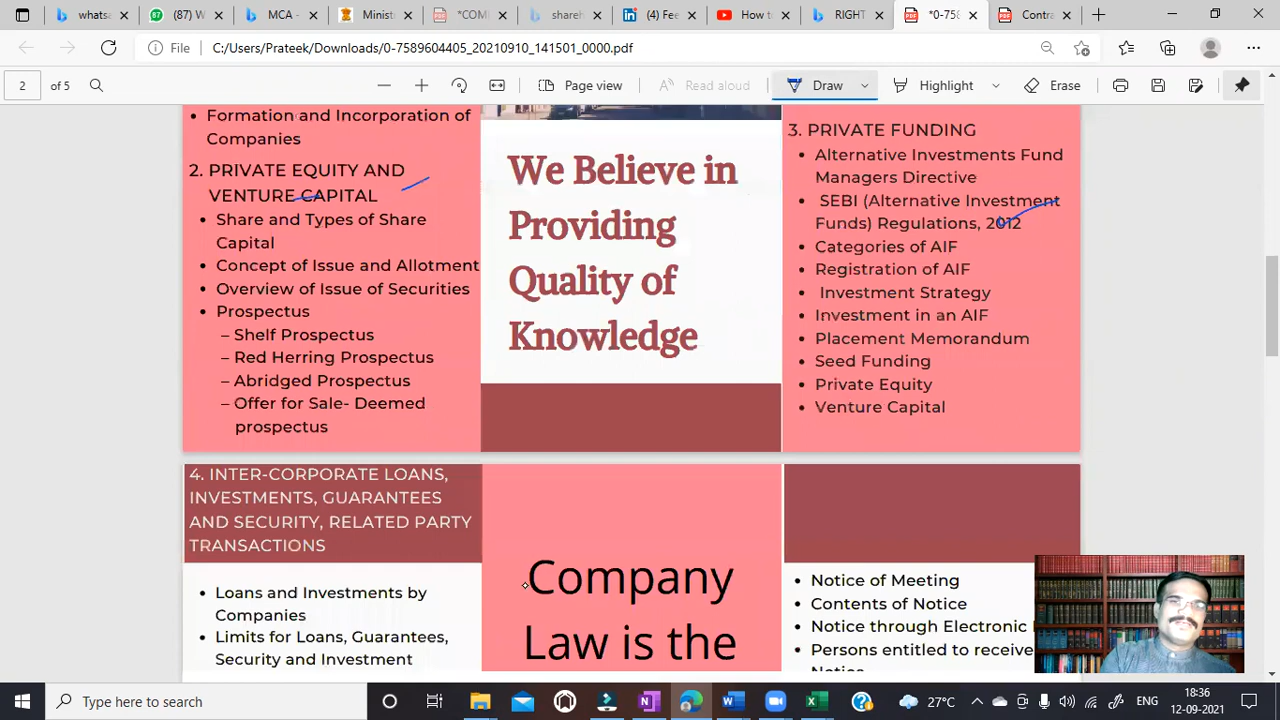 whatsa
(87) W
MCA -
Minist
*COM
shareh
(4) Fee
How to
RIGHT
*0-758
Contra
File
C:/Users/Prateek/Downloads/0-7589604405_20210910_141501_0000.pdf
2
of 5
Page view
Read aloud
Draw
Highlight
Erase
• Formation and Incorporation of
Companies
2. PRIVATE EQUITY AND
VENTURE CAPITAL
• Share and Types of Share
Capital
• Concept of Issue and Allotment
• Overview of Issue of Securities
• Prospectus
– Shelf Prospectus
– Red Herring Prospectus
– Abridged Prospectus
– Offer for Sale- Deemed
prospectus
We Believe in
Providing
Quality of
Knowledge
3. PRIVATE FUNDING
• Alternative Investments Fund
Managers Directive
• SEBI (Alternative Investment
Funds) Regulations, 2012
• Categories of AIF
• Registration of AIF
• Investment Strategy
• Investment in an AIF
• Placement Memorandum
• Seed Funding
• Private Equity
• Venture Capital
4. INTER-CORPORATE LOANS,
INVESTMENTS, GUARANTEES
AND SECURITY, RELATED PARTY
TRANSACTIONS
• Loans and Investments by
Companies
• Limits for Loans, Guarantees,
Security and Investment
Company
Law is the
• Notice of Meeting
• Contents of Notice
• Notice through Electronic
• Persons entitled to receive
Notice
Type here to search
27°C
ENG
18:36
12-09-2021